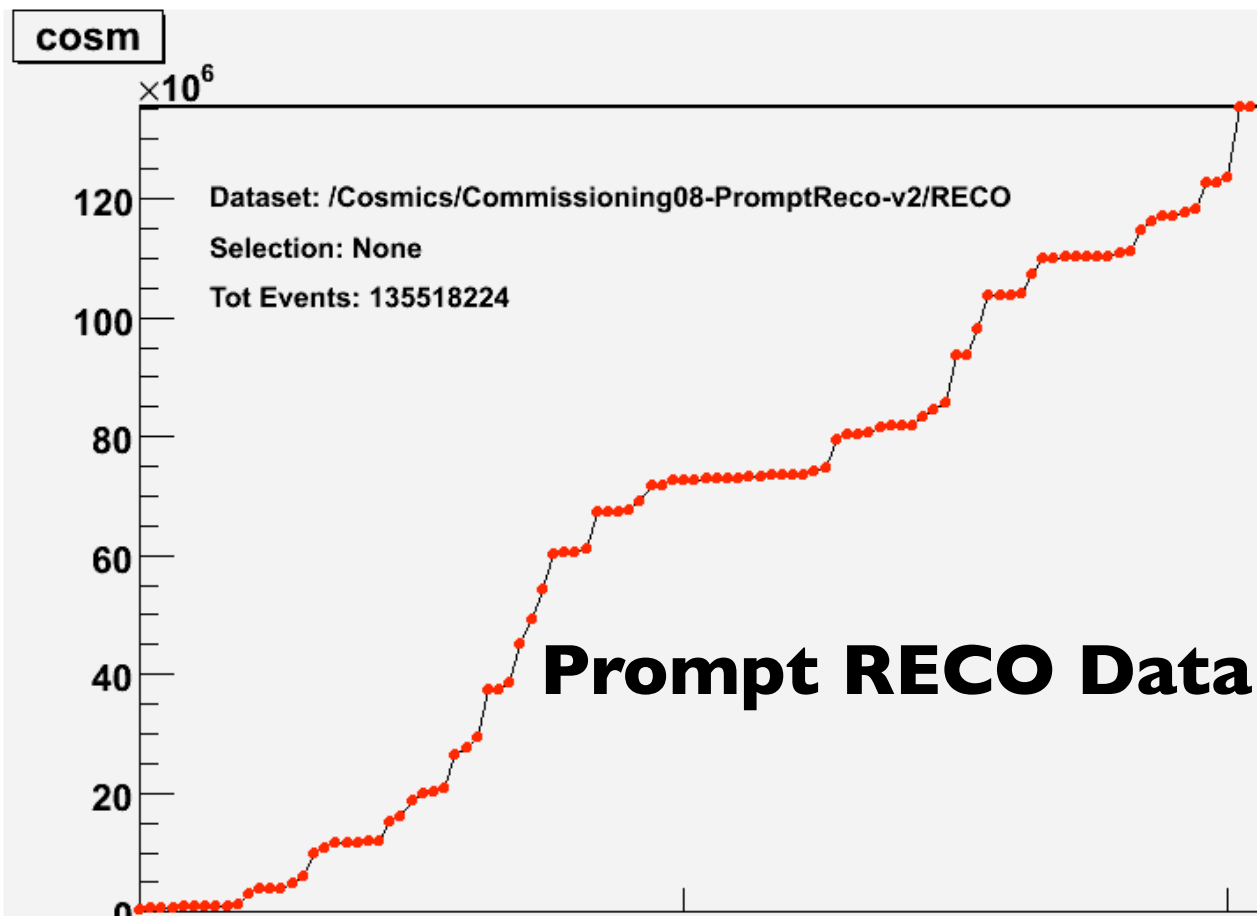 cosm
×10⁶
120
Dataset: /Cosmics/Commissioning08-PromptReco-v2/RECO
Selection: None
Tot Events: 135518224
100
80
60
40
Prompt RECO Data
20
0